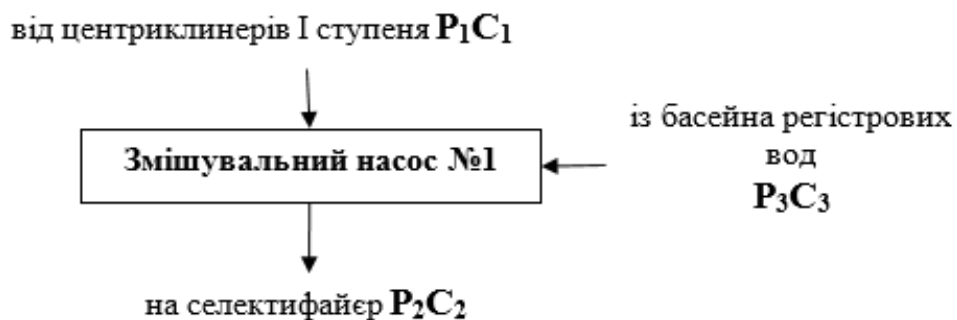 від центриклинерів І ступеня P₁C₁
Змішувальний насос №1
із басейна регістрових
вод
P₃C₃
на селектифайєр P₂C₂